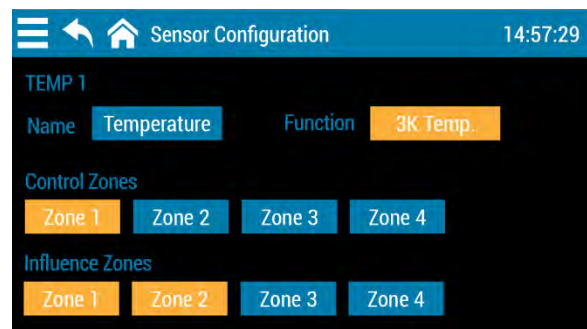 Sensor Configuration 14:57:29
TEMP 1
Name Temperature Function 3K Temp.
Control Zones
Zone 1 Zone 2 Zone 3 Zone 4
Influence Zones
Zone 1 Zone 2 Zone 3 Zone 4